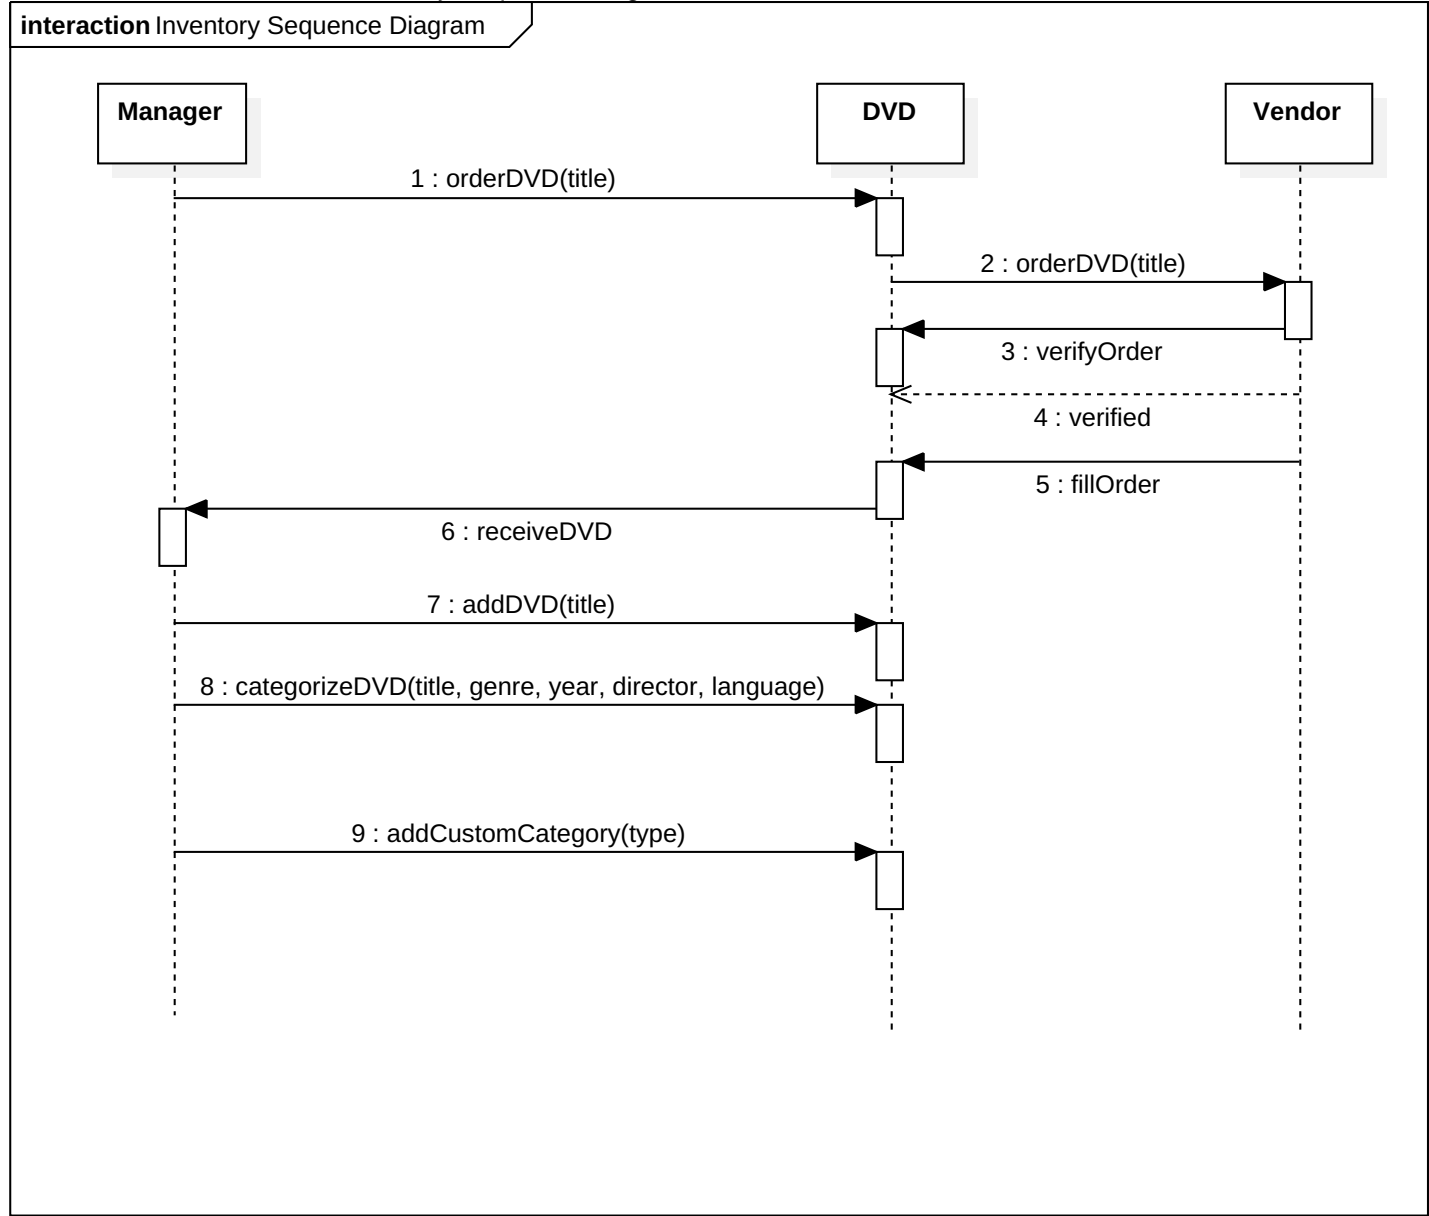 interaction Inventory Sequence Diagram
Manager
DVD
Vendor
1 : orderDVD(title)
2 : orderDVD(title)
3 : verifyOrder
4 : verified
5 : fillOrder
6 : receiveDVD
7 : addDVD(title)
8 : categorizeDVD(title, genre, year, director, language)
9 : addCustomCategory(type)